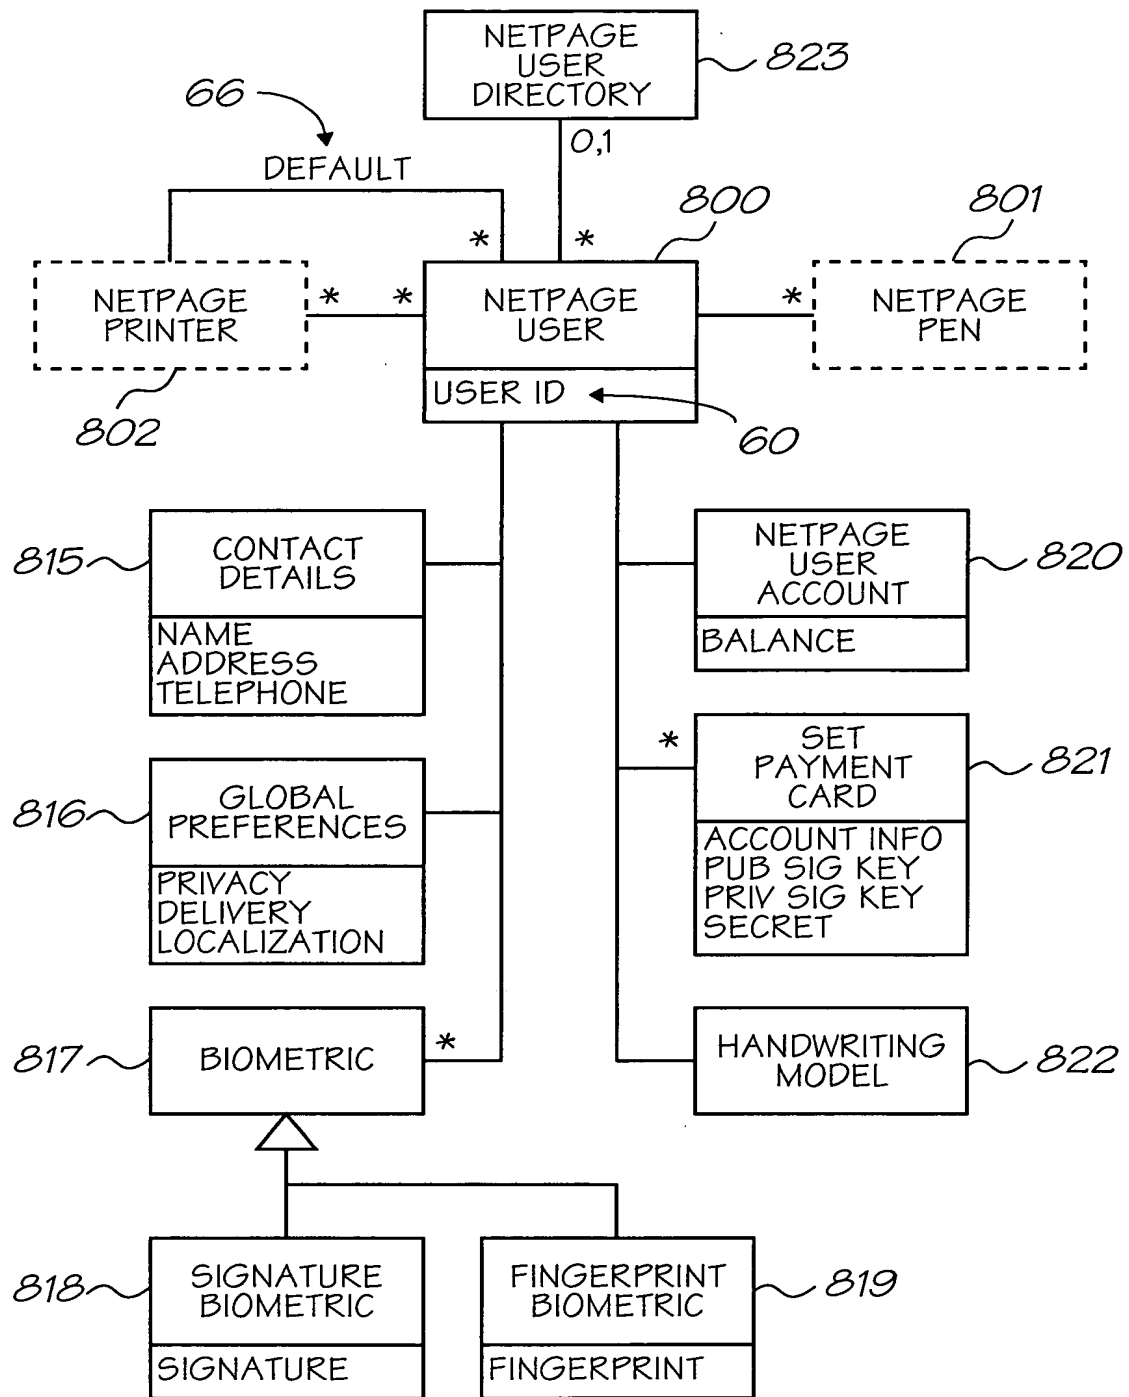 NETPAGE
USER
DIRECTORY
823
66
0,1
DEFAULT
800
801
*
*
NETPAGE
PRINTER
*
*
NETPAGE
USER
*
NETPAGE
PEN
802
USER ID
60
815
CONTACT
DETAILS
NAME
ADDRESS
TELEPHONE
NETPAGE
USER
ACCOUNT
820
BALANCE
816
GLOBAL
PREFERENCES
PRIVACY
DELIVERY
LOCALIZATION
*
SET
PAYMENT
CARD
821
ACCOUNT INFO
PUB SIG KEY
PRIV SIG KEY
SECRET
817
BIOMETRIC
*
HANDWRITING
MODEL
822
818
SIGNATURE
BIOMETRIC
SIGNATURE
FINGERPRINT
BIOMETRIC
819
FINGERPRINT